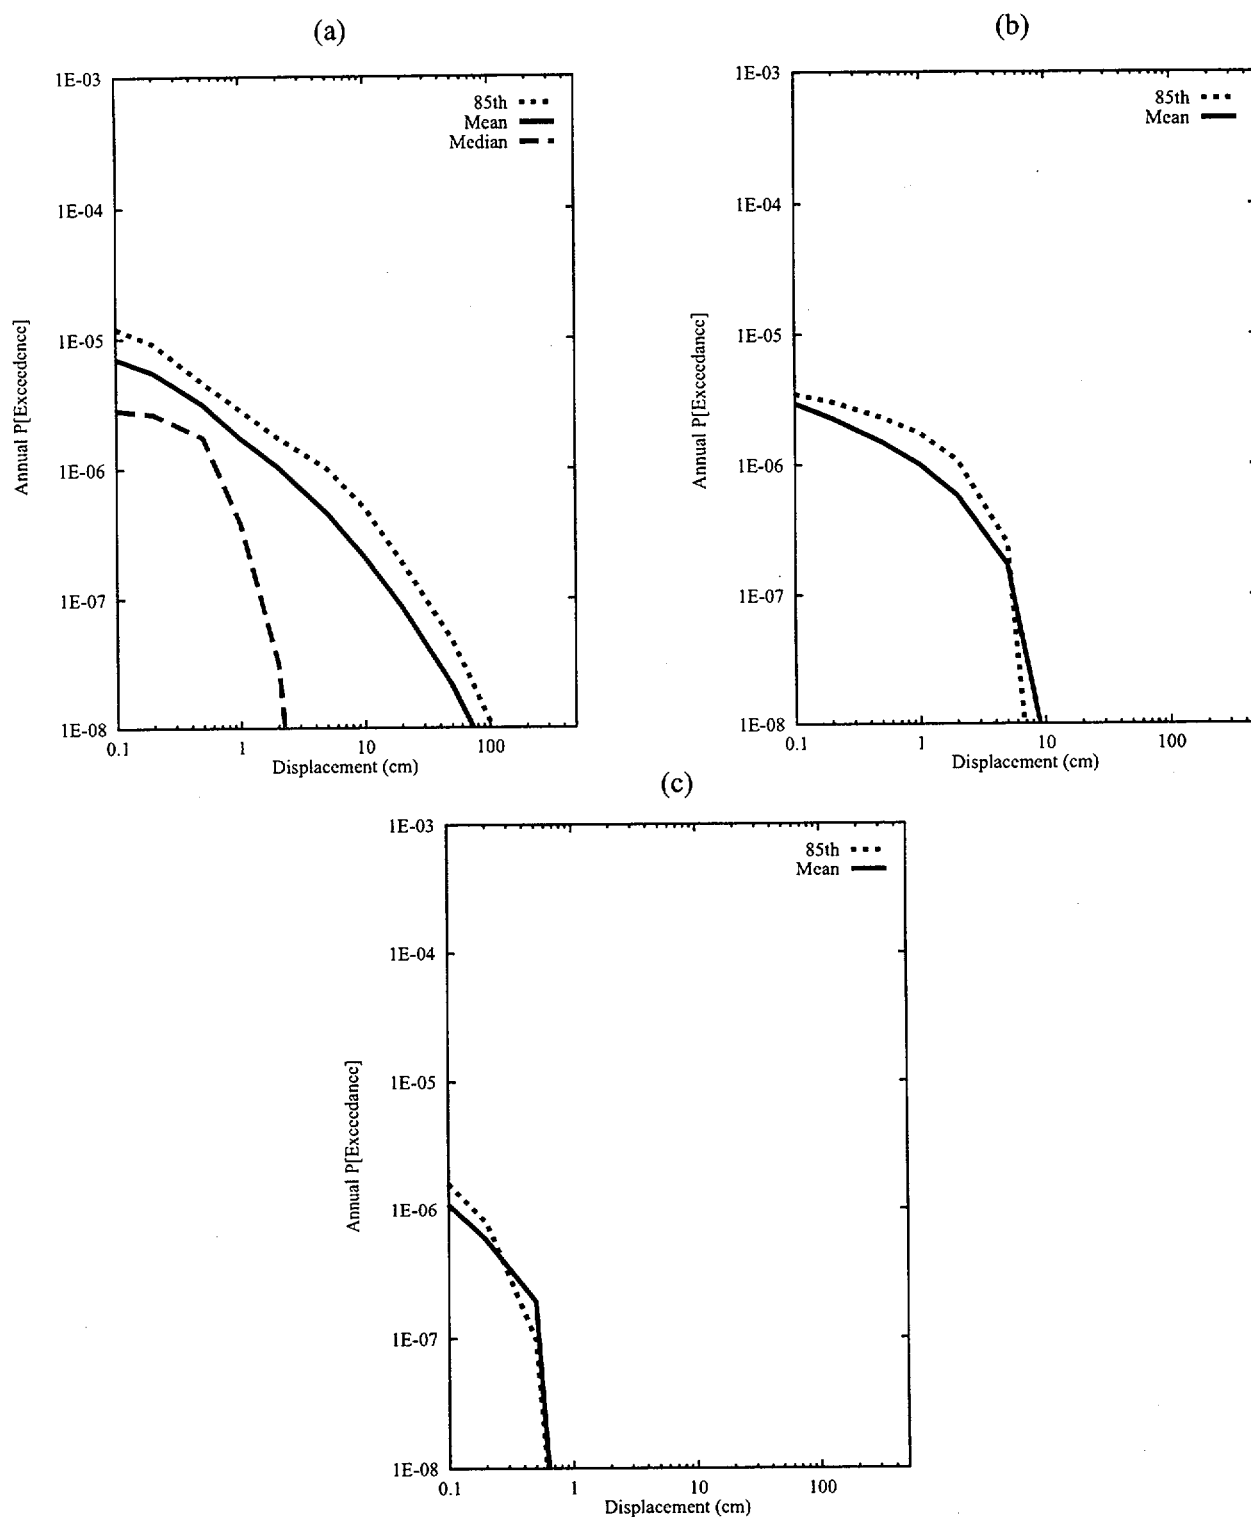 (a)
1E-03
85th
Mean
Median
1E-04
1E-05
1E-06
1E-07
1E-08
Annual P[Exceedence]
0.1 1 10 100
Displacement (cm)
(b)
1E-03
85th
Mean
1E-04
1E-05
1E-06
1E-07
1E-08
Annual P[Exceedance]
0.1 1 10 100
Displacement (cm)
(c)
1E-03
85th
Mean
1E-04
1E-05
1E-06
1E-07
1E-08
Annual P[Exceedance]
0.1 1 10 100
Displacement (cm)